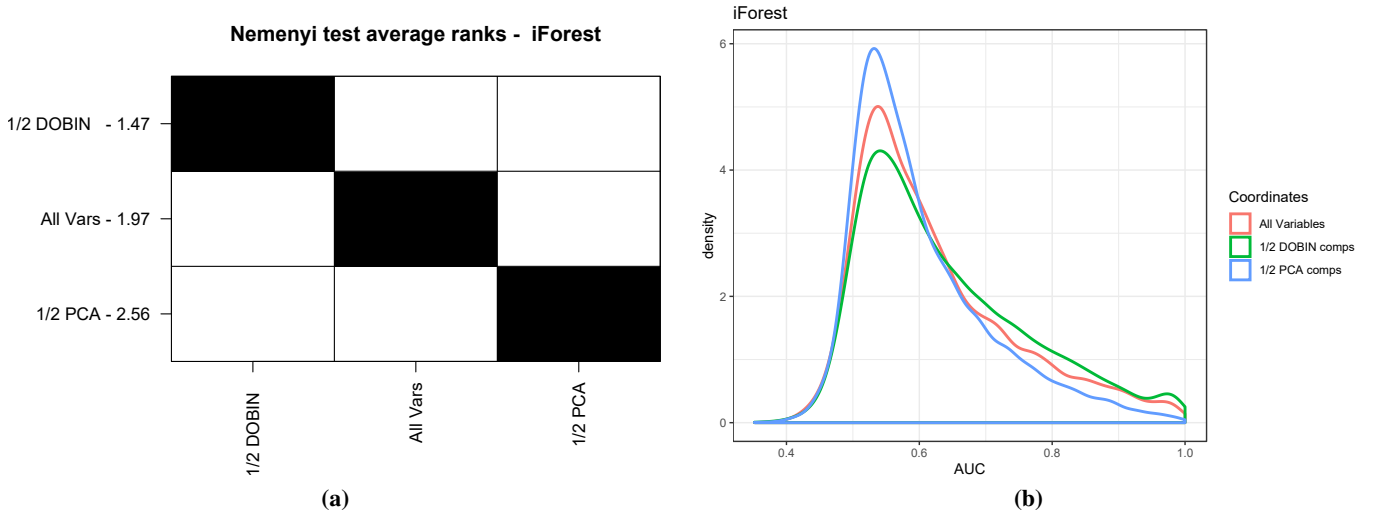 Nemenyi test average ranks - iForest
1/2 DOBIN - 1.47
All Vars - 1.97
1/2 PCA - 2.56
1/2 DOBIN
All Vars
1/2 PCA
(a)
iForest
density
6
4
2
0
0.4
0.6
0.8
1.0
AUC
Coordinates
All Variables
1/2 DOBIN comps
1/2 PCA comps
(b)